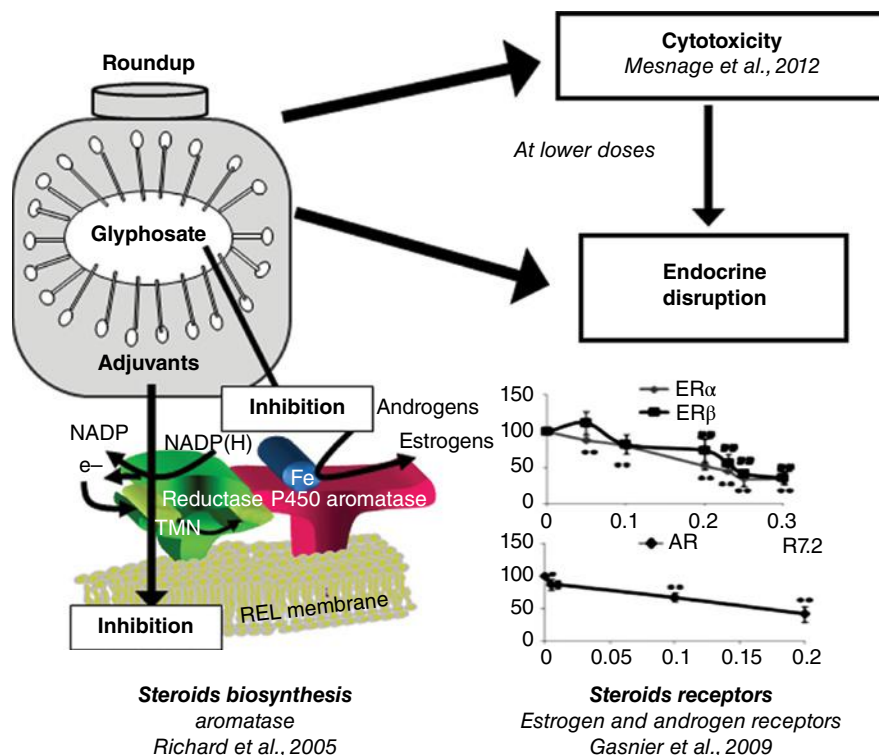 Roundup
Glyphosate
Adjuvants
Cytotoxicity
Mesnage et al., 2012
At lower doses
Endocrine
disruption
Inhibition
Androgens
Estrogens
NADP
NADP(H)
e–
Fe
Reductase P450 aromatase
TMN
REL membrane
Inhibition
Steroids biosynthesis
aromatase
Richard et al., 2005
150
100
50
0
ERα
ERβ
0 0.1 0.2 0.3
R7.2
150
100
50
0
AR
0 0.05 0.1 0.15 0.2
Steroids receptors
Estrogen and androgen receptors
Gasnier et al., 2009